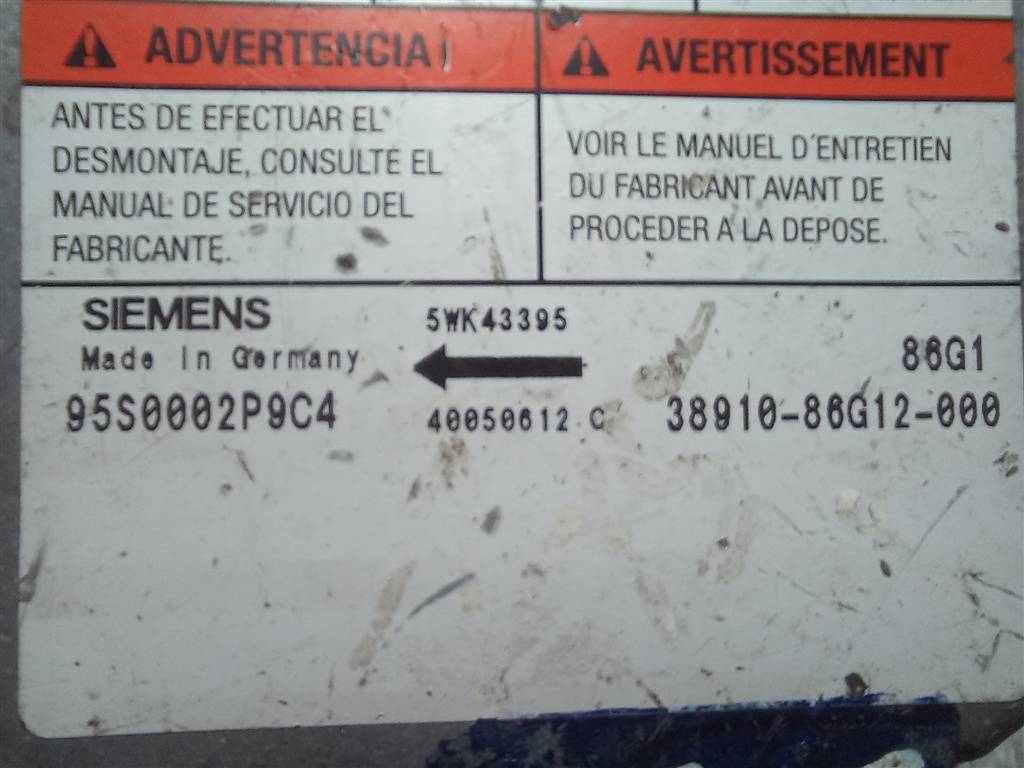 ADVERTENCIA
ANTES DE EFECTUAR EL
DESMONTAJE, CONSULTE EL
MANUAL DE SERVICIO DEL
FABRICANTE.
AVERTISSEMENT
VOIR LE MANUEL D´ENTRETIEN
DU FABRICANT AVANT DE
PROCEDER A LA DEPOSE.
SIEMENS
Made In Germany
95S0002P9C4
5WK43395
40050612 C
86G1
38910-86G12-000